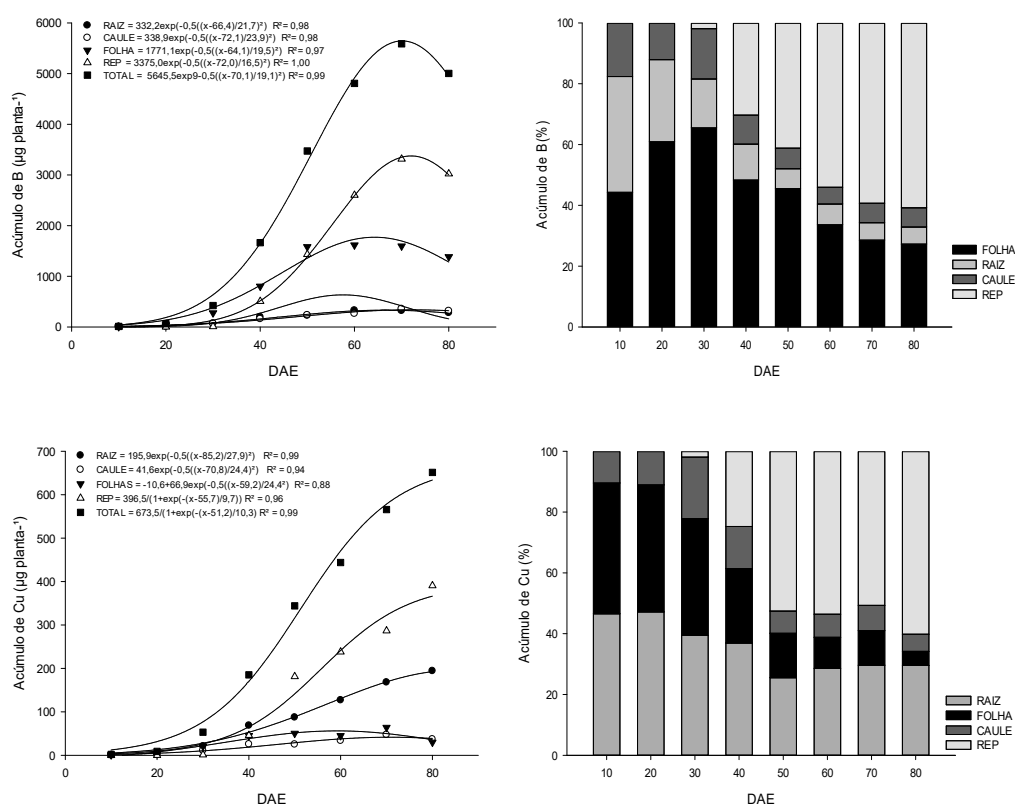 RAIZ = 332,2exp(-0,5((x-66,4)/21,7)²) R²= 0,98
CAULE = 338,9exp(-0,5((x-72,1)/23,9)²) R²= 0,98
FOLHA = 1771,1exp(-0,5((x-64,1)/19,5)²) R²= 0,97
REP = 3375,0exp(-0,5((x-72,0)/16,5)²) R²= 1,00
TOTAL = 5645,5exp9-0,5((x-70,1)/19,1)²) R²= 0,99
Acúmulo de B (µg planta-¹)
6000
5000
4000
3000
2000
1000
0
0 20 40 60 80
DAE
Acúmulo de B (%)
100
80
60
40
20
0
10 20 30 40 50 60 70 80
DAE
FOLHA
RAIZ
CAULE
REP
RAIZ = 195,9exp(-0,5((x-85,2)/27,9)²) R² = 0,99
CAULE = 41,6exp(-0,5((x-70,8)/24,4)²) R² = 0,94
FOLHAS = -10,6+66,9exp(-0,5((x-59,2)/24,4²) R² = 0,88
REP = 396,5/(1+exp(-(x-55,7)/9,7)) R² = 0,96
TOTAL = 673,5/(1+exp(-(x-51,2)/10,3) R² = 0,99
Acúmulo de Cu (µg planta-¹)
700
600
500
400
300
200
100
0
0 20 40 60 80
DAE
Acúmulo de Cu (%)
100
80
60
40
20
0
10 20 30 40 50 60 70 80
DAE
RAIZ
FOLHA
CAULE
REP